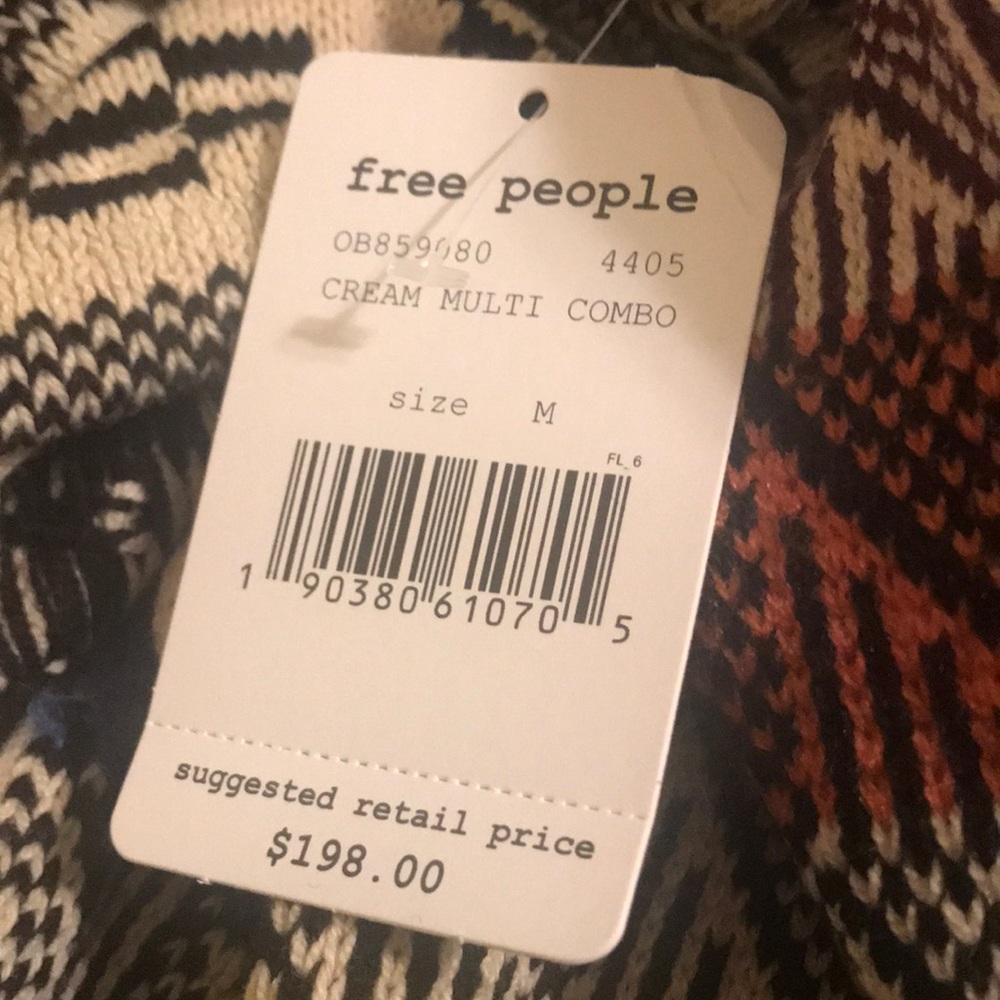 free people
OB859080 4405
CREAM MULTI COMBO
size M
FL_6
1 90380 61070 5
suggested retail price
$198.00